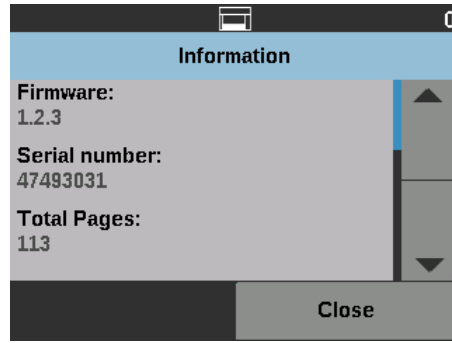 Information
Firmware:
1.2.3
Serial number:
47493031
Total Pages:
113
Close